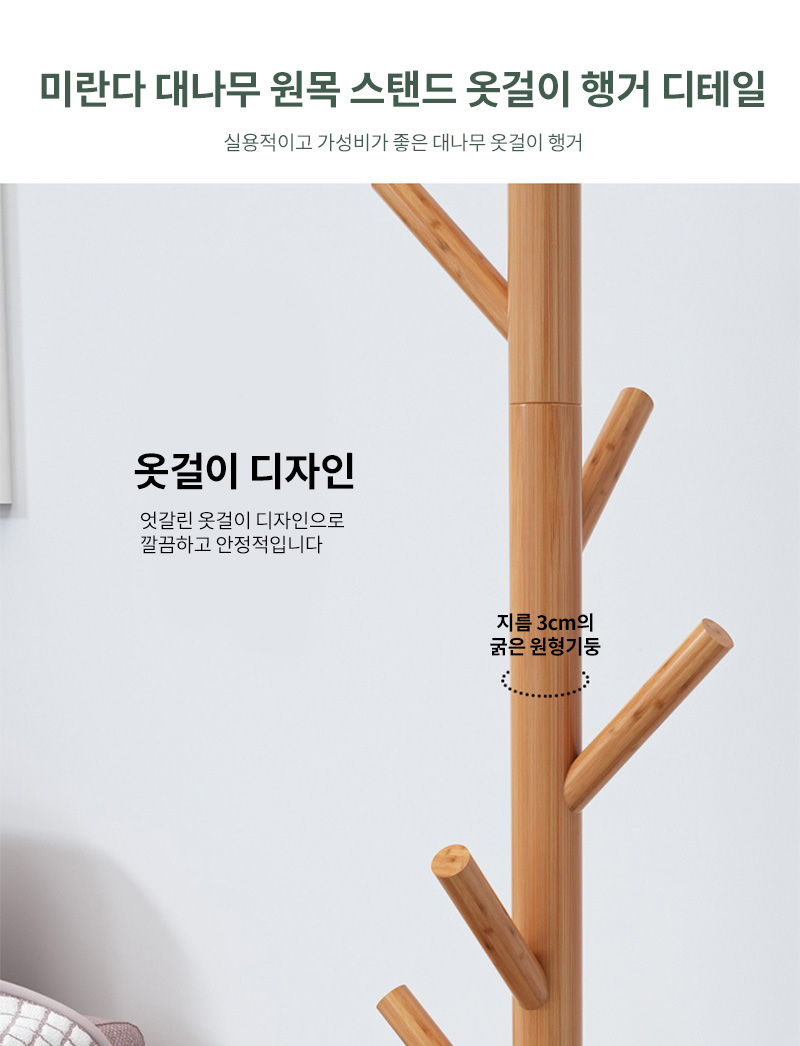 미란다 대나무 원목 스탠드 옷걸이 행거 디테일
실용적이고 가성비가 좋은 대나무 옷걸이 행거
옷걸이 디자인
엇갈린 옷걸이 디자인으로
깔끔하고 안정적입니다
지름 3cm의
굵은 원형기둥